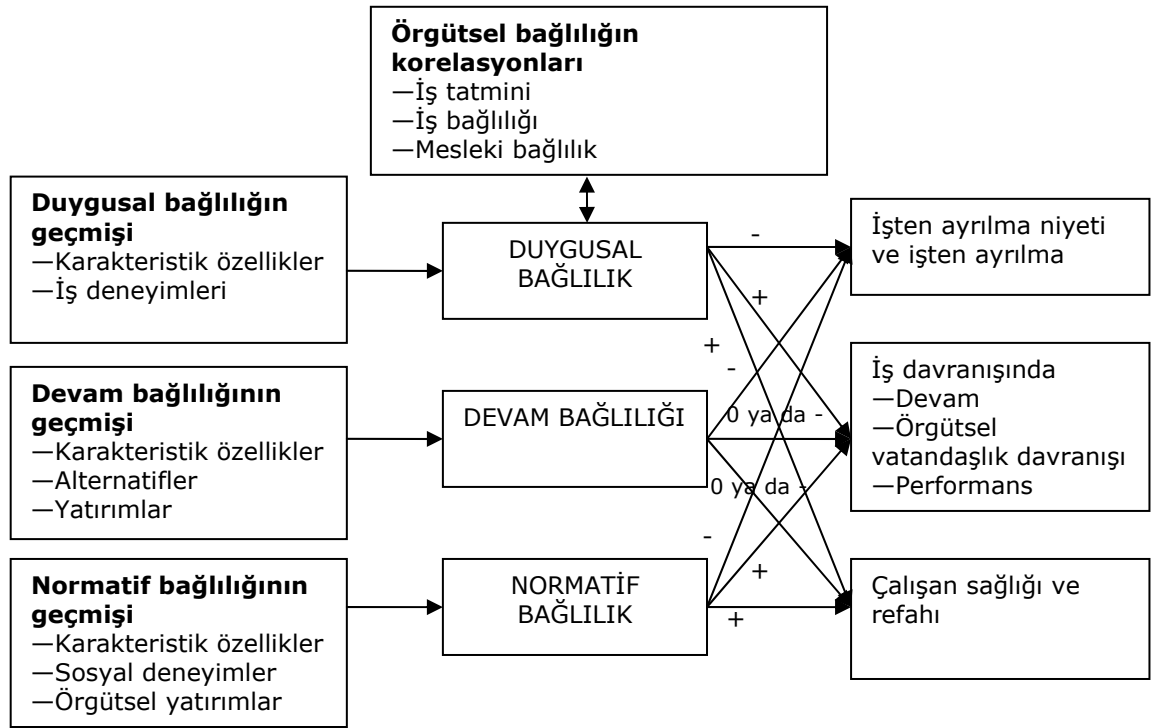 Örgütsel bağlılığın
korelasyonları
—İş tatmini
—İş bağlılığı
—Mesleki bağlılık
Duygusal bağlılığın
geçmişi
—Karakteristik özellikler
—İş deneyimleri
DUYGUSAL
BAĞLILIK
İşten ayrılma niyeti
ve işten ayrılma
-
+
+
-
Devam bağlılığının
geçmişi
—Karakteristik özellikler
—Alternatifler
—Yatırımlar
DEVAM BAĞLILIĞI
0 ya da -
0 ya da -
İş davranışında
—Devam
—Örgütsel
vatandaşlık davranışı
—Performans
-
+
+
Normatif bağlılığının
geçmişi
—Karakteristik özellikler
—Sosyal deneyimler
—Örgütsel yatırımlar
NORMATİF
BAĞLILIK
Çalışan sağlığı ve
refahı